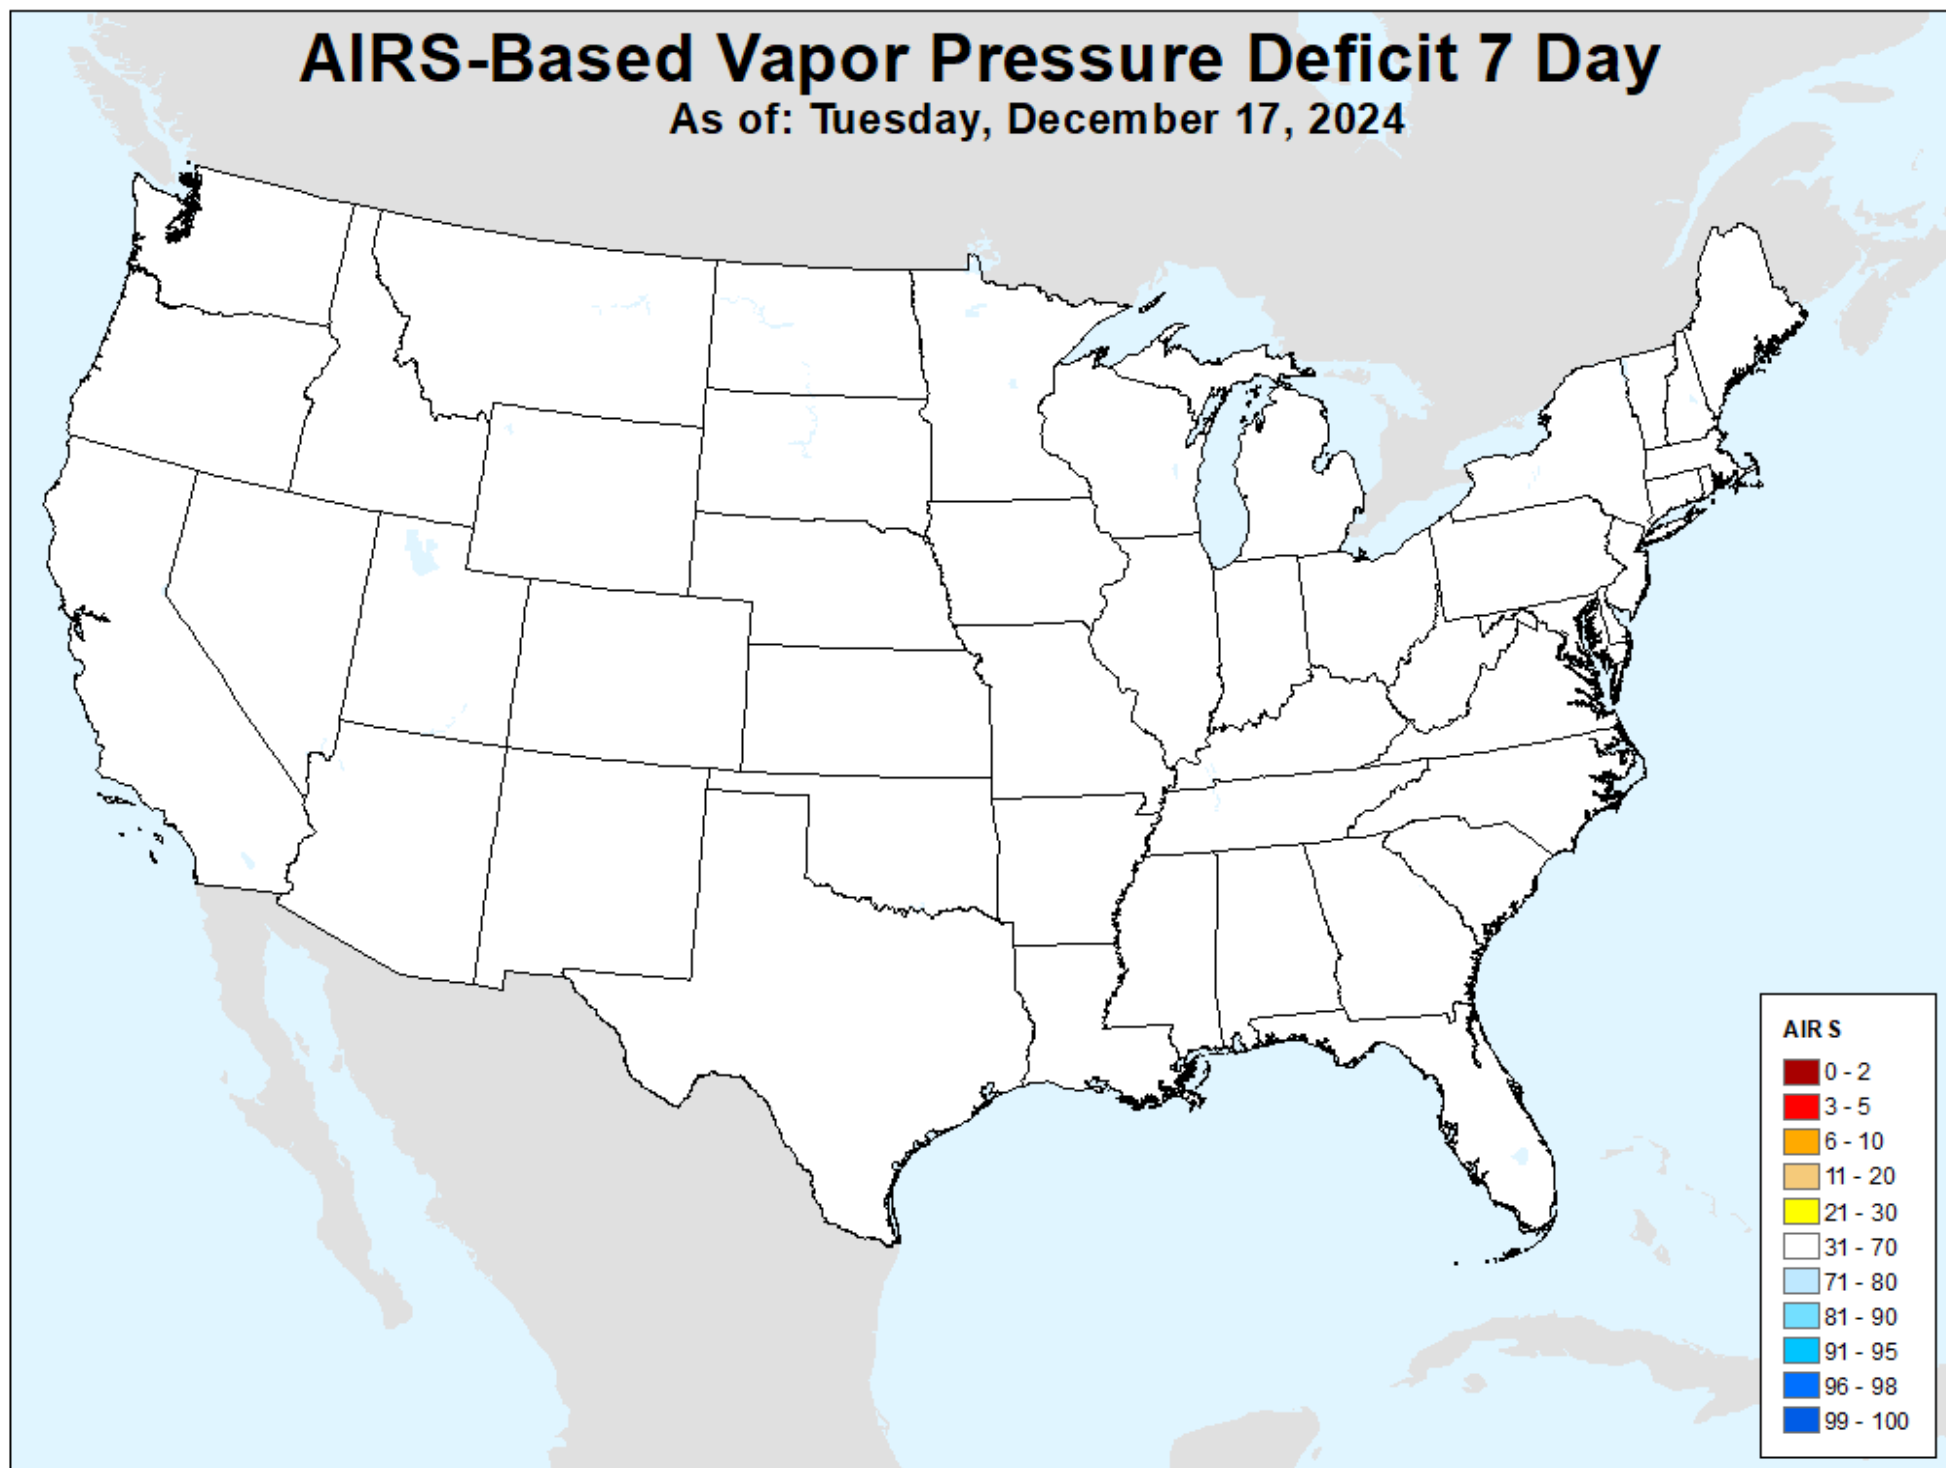 AIRS-Based Vapor Pressure Deficit 7 Day
As of: Tuesday, December 17, 2024
AIRS
0 - 2
3 - 5
6 - 10
11 - 20
21 - 30
31 - 70
71 - 80
81 - 90
91 - 95
96 - 98
99 - 100